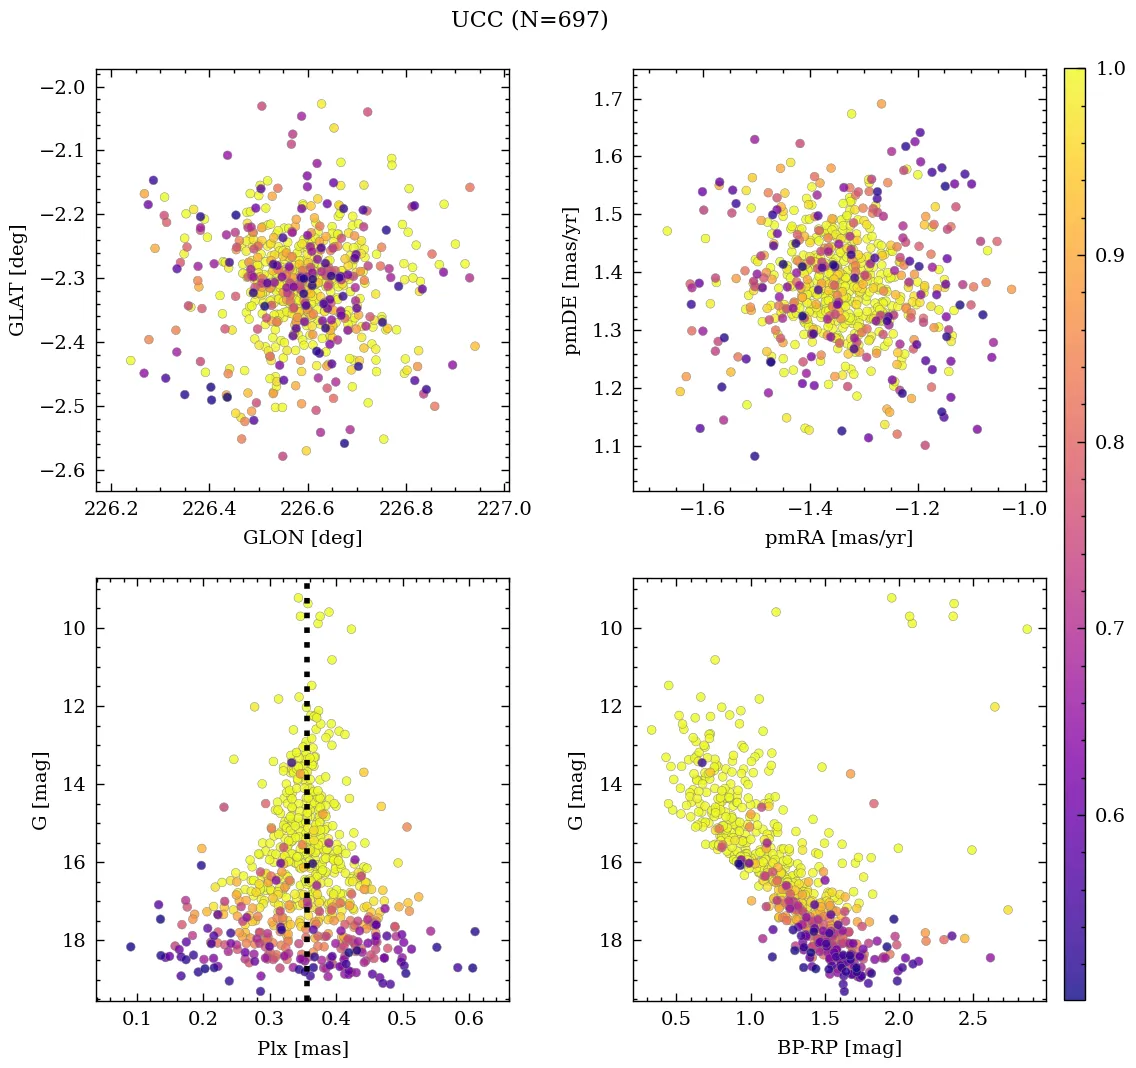 UCC (N=697)
−2.0
−2.1
−2.2
−2.3
−2.4
−2.5
−2.6
GLAT [deg]
226.2 226.4 226.6 226.8 227.0
GLON [deg]
1.7
1.6
1.5
1.4
1.3
1.2
1.1
pmDE [mas/yr]
−1.6 −1.4 −1.2 −1.0
pmRA [mas/yr]
10
12
14
16
18
G [mag]
0.1 0.2 0.3 0.4 0.5 0.6
Plx [mas]
10
12
14
16
18
G [mag]
0.5 1.0 1.5 2.0 2.5
BP-RP [mag]
1.0
0.9
0.8
0.7
0.6